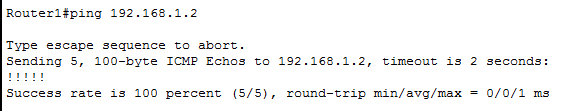 Router1#ping 192.168.1.2
Type escape sequence to abort.
Sending 5, 100-byte ICMP Echos to 192.168.1.2, timeout is 2 seconds:
!!!!!
Success rate is 100 percent (5/5), round-trip min/avg/max = 0/0/1 ms